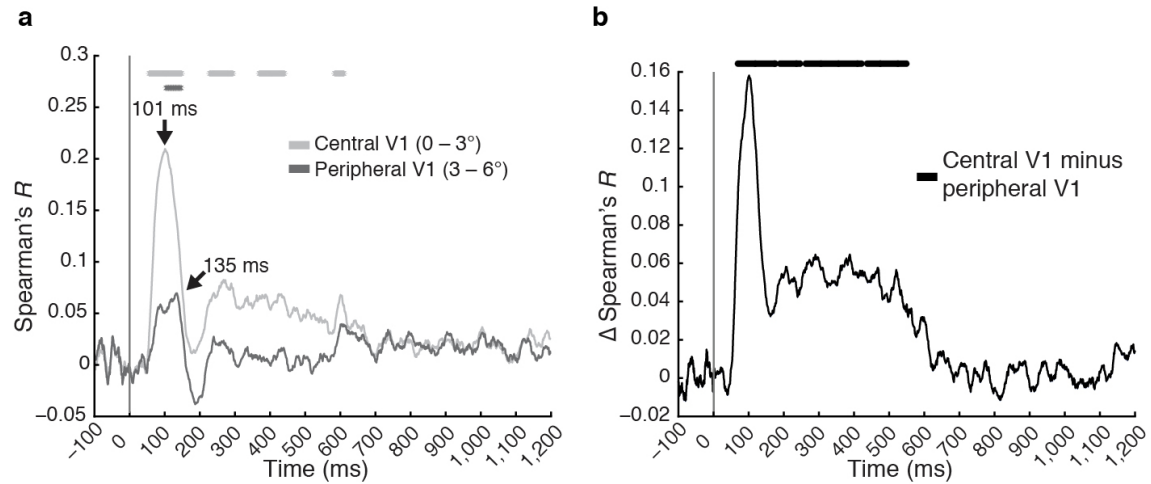 a
0.3
0.25
0.2
0.15
0.1
0.05
0
−0.05
Spearman's R
101 ms
135 ms
Central V1 (0 – 3°)
Peripheral V1 (3 – 6°)
-100 0 100 200 300 400 500 600 700 800 900 1,000 1,100 1,200
Time (ms)
b
0.16
0.14
0.12
0.1
0.08
0.06
0.04
0.02
0
−0.02
Δ Spearman's R
Central V1 minus
peripheral V1
-100 0 100 200 300 400 500 600 700 800 900 1,000 1,100 1,200
Time (ms)